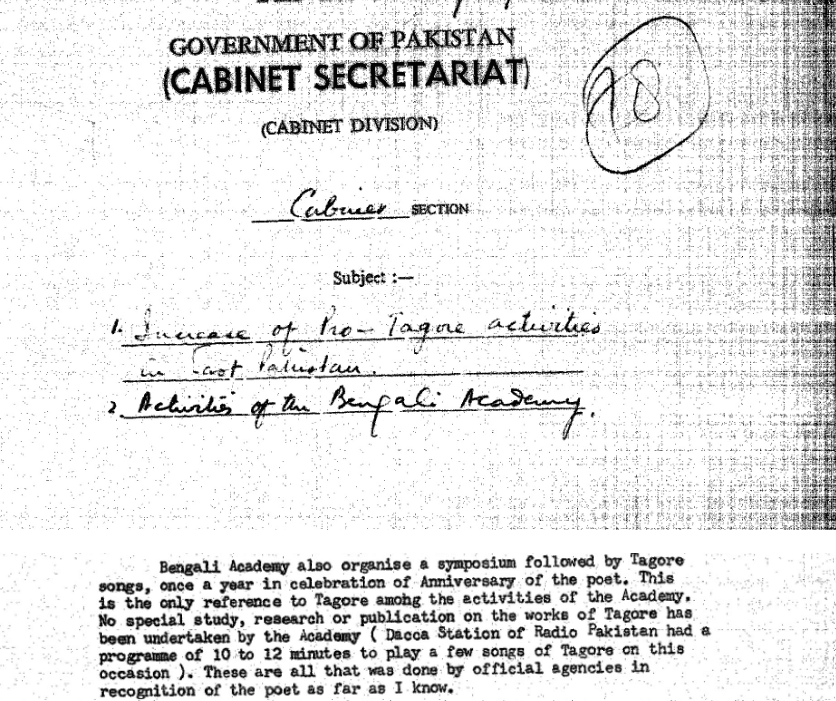 GOVERNMENT OF PAKISTAN
(CABINET SECRETARIAT)
(CABINET DIVISION)
Cabinet SECTION
Subject :—
1. Increase of Pro-Tagore activities
in East Pakistan.
2. Activities of the Bengali Academy.
Bengali Academy also organise a symposium followed by Tagore
songs, once a year in celebration of Anniversary of the poet. This
is the only reference to Tagore among the activities of the Academy.
No special study, research or publication on the works of Tagore has
been undertaken by the Academy ( Dacca Station of Radio Pakistan had a
programme of 10 to 12 minutes to play a few songs of Tagore on this
occasion ). These are all that was done by official agencies in
recognition of the poet as far as I know.